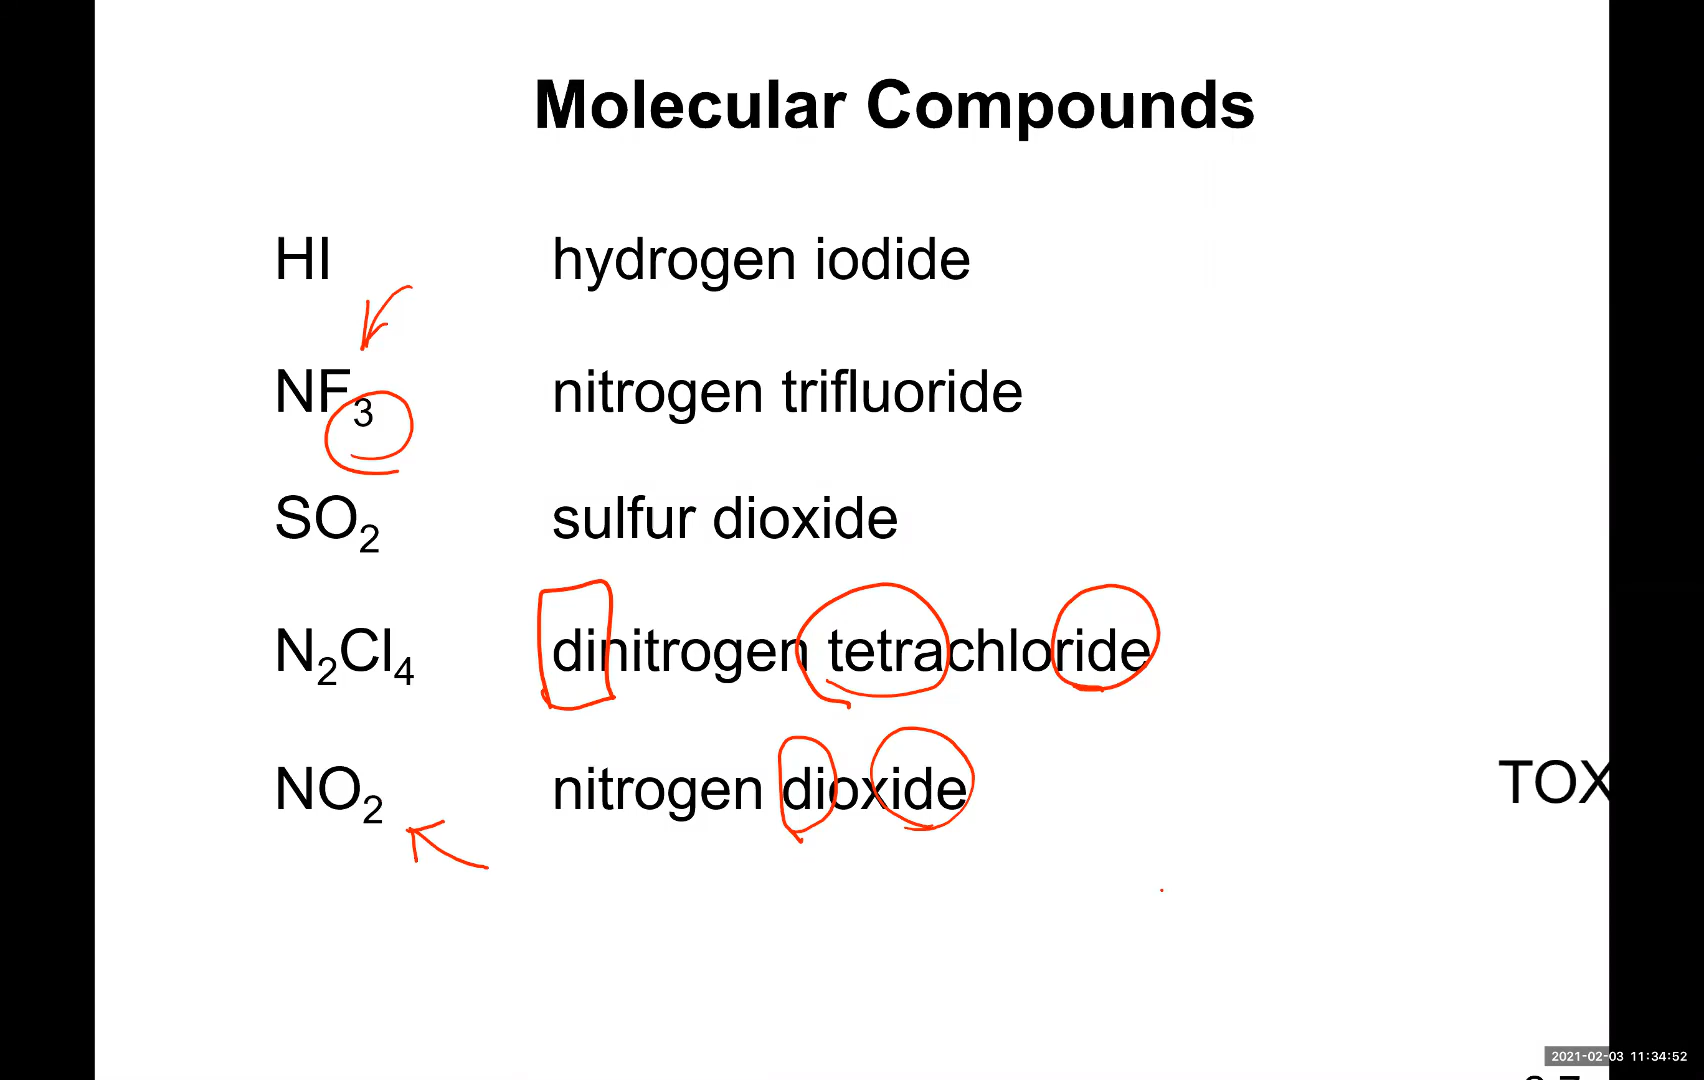 Molecular Compounds
HI hydrogen iodide
NF₃ nitrogen trifluoride
SO₂ sulfur dioxide
N₂Cl₄ dinitrogen tetrachloride
NO₂ nitrogen dioxide TOX
2021-02-03 11:34:52